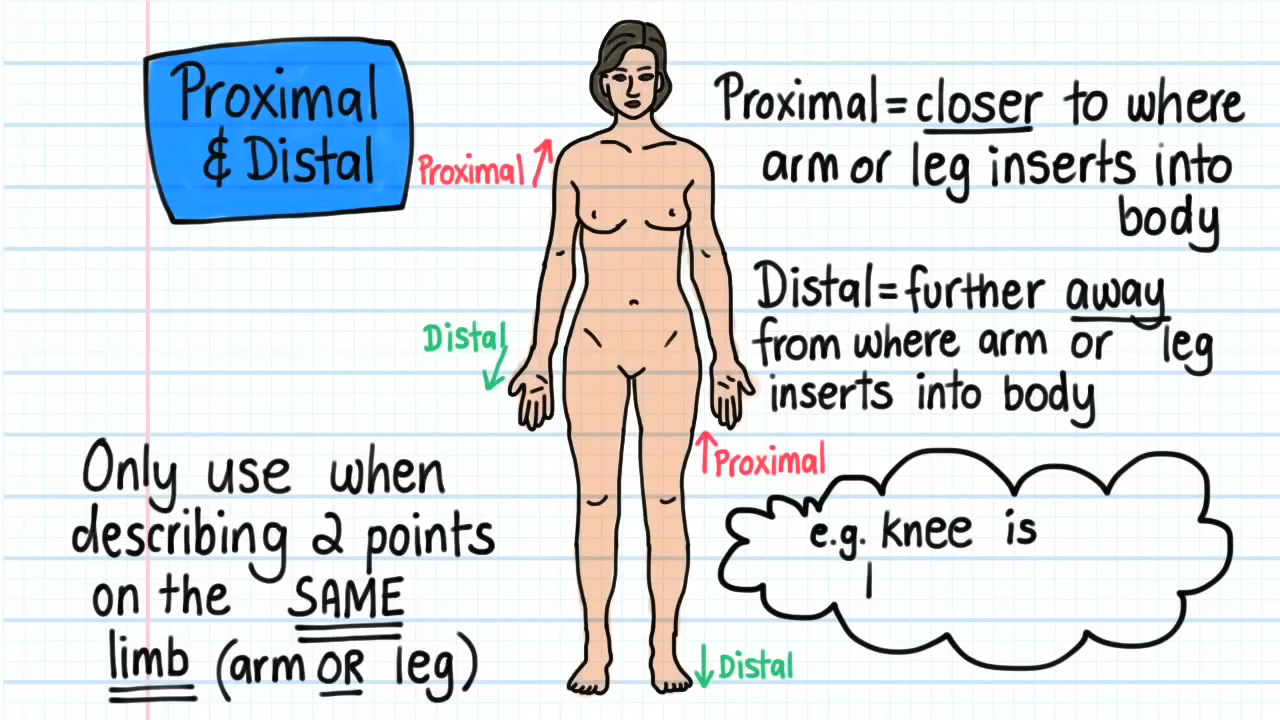 Proximal
& Distal
Proximal
Proximal = closer to where
arm or leg inserts into
body
Distal = further away
from where arm or leg
inserts into body
Distal
Proximal
Only use when
describing 2 points
on the SAME
limb (arm OR leg)
e.g. knee is
Distal